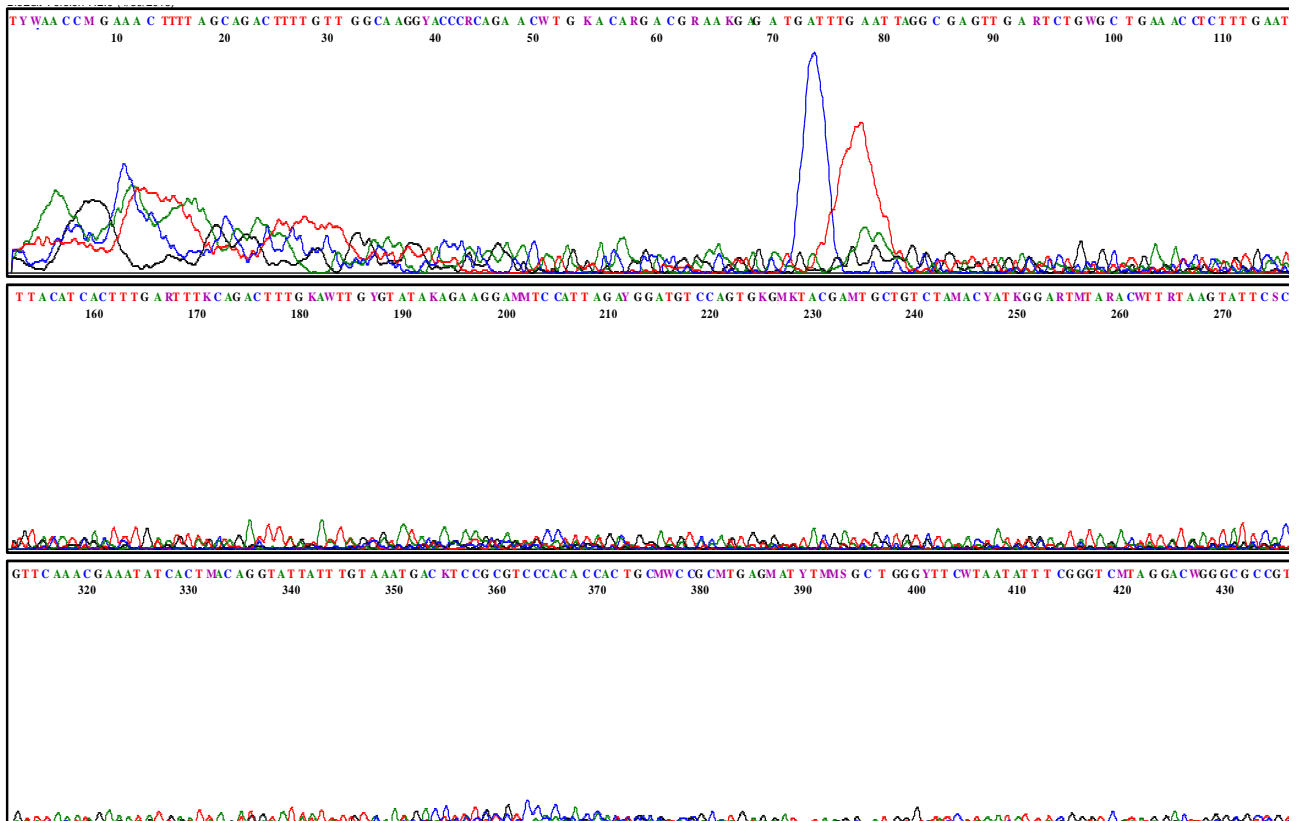 TYWAACCMGAAACTTTTAGCAGACTTTTGTTGGCAAGGYACCCRCAGAACWTGKACARGACGRAAKGAGATGATTTGAATTAGGCGAGTTGARTCTGWGCTGAAACCTCTTTGAAT
10 20 30 40 50 60 70 80 90 100 110
TTACATCACTTTGARTTTKCAGACTTTGKAWTTGYGTATAKAGAAGGAMMTCCATTAGAYGGATGTCCAGTGKGMKTACGAMTGCTGTCTAMACYATKGGARTMTARACWTTRTAAGTATTCSC
160 170 180 190 200 210 220 230 240 250 260 270
GTTCAAACGAAATATCACTMACAGGTATTATTTGTAAATGACKTCCGCGTCCCACACCACTGCMWCCGCMTGAGMATYTMMSGCTGGGYTTCWTAATATTTCGGGTCMTAGGACWGGGCGCCGT
320 330 340 350 360 370 380 390 400 410 420 430